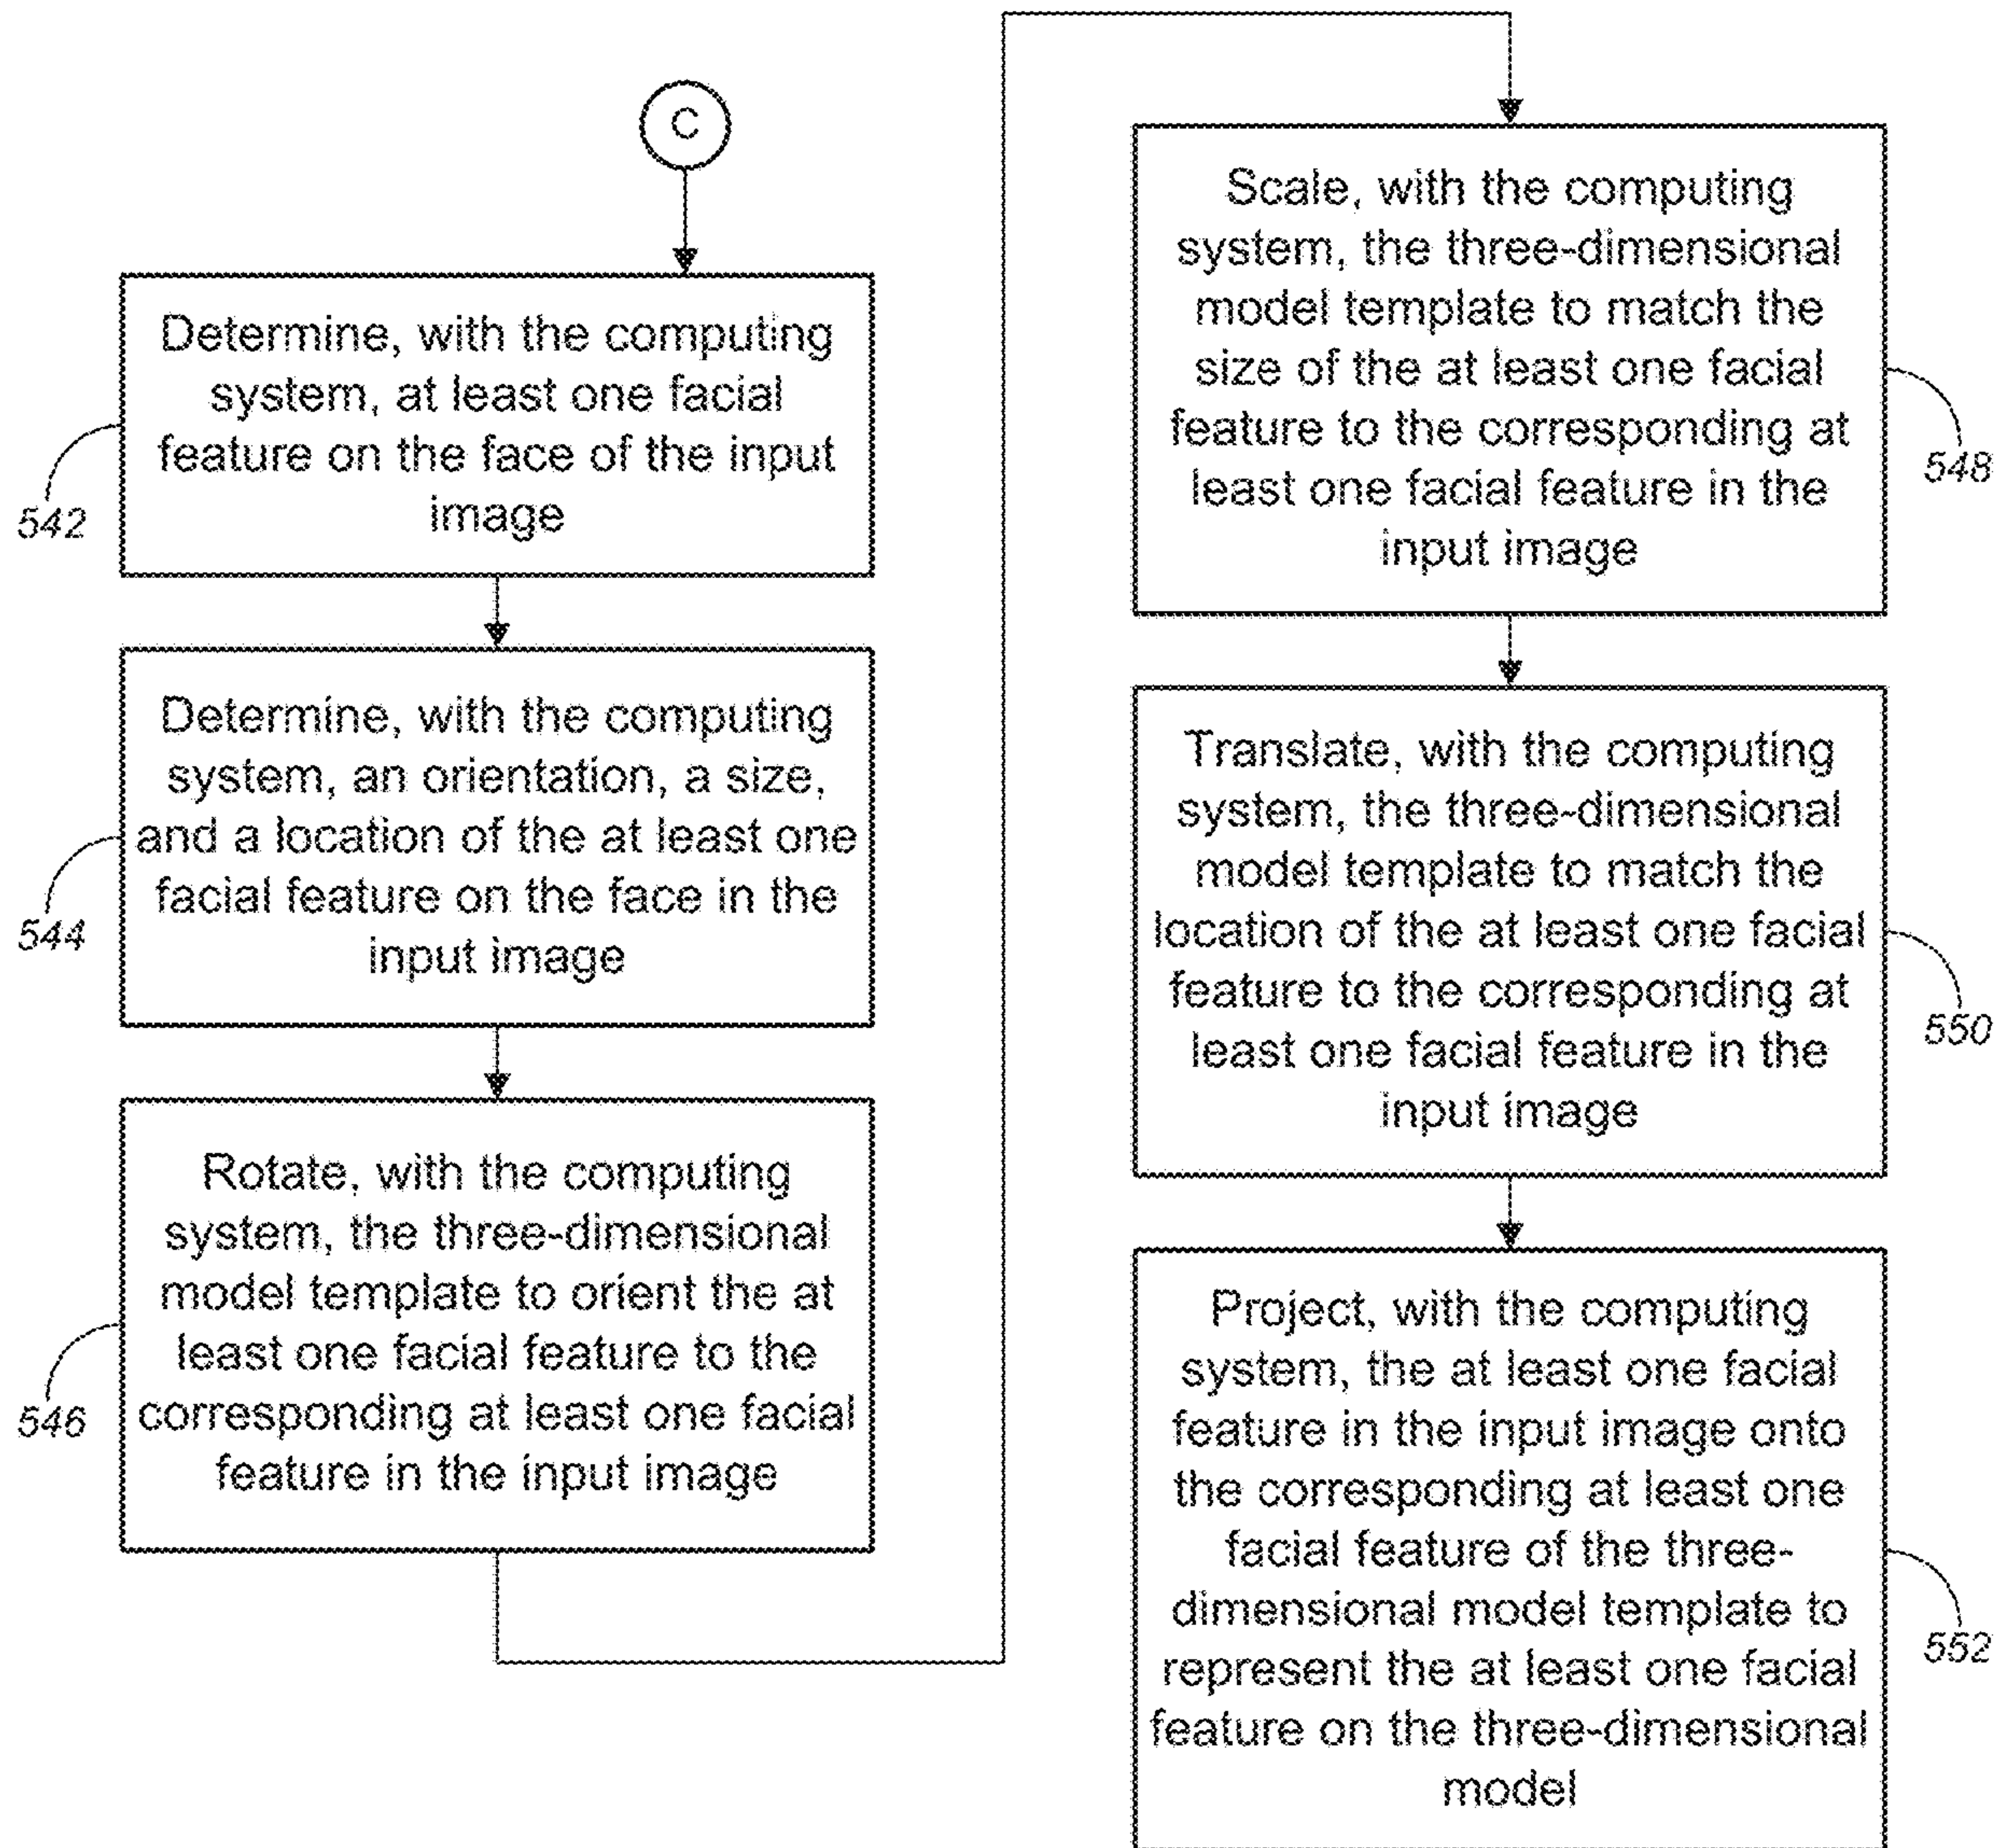 C
Determine, with the computing
system, at least one facial
feature on the face of the input
image
542
Determine, with the computing
system, an orientation, a size,
and a location of the at least one
facial feature on the face in the
input image
544
Rotate, with the computing
system, the three-dimensional
model template to orient the at
least one facial feature to the
corresponding at least one facial
feature in the input image
546
Scale, with the computing
system, the three-dimensional
model template to match the
size of the at least one facial
feature to the corresponding at
least one facial feature in the
input image
548
Translate, with the computing
system, the three-dimensional
model template to match the
location of the at least one facial
feature to the corresponding at
least one facial feature in the
input image
550
Project, with the computing
system, the at least one facial
feature in the input image onto
the corresponding at least one
facial feature of the three-
dimensional model template to
represent the at least one facial
feature on the three-dimensional
model
552